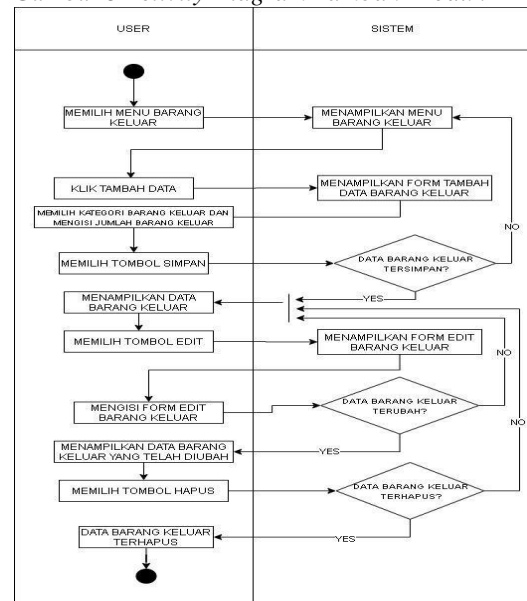 USER
SISTEM
MEMILIH MENU BARANG
KELUAR
MENAMPILKAN MENU
BARANG KELUAR
KLIK TAMBAH DATA
MENAMPILKAN FORM TAMBAH
DATA BARANG KELUAR
MEMILIH KATEGORI BARANG KELUAR DAN
MENGISI JUMLAH BARANG KELUAR
NO
MEMILIH TOMBOL SIMPAN
DATA BARANG KELUAR
TERSIMPAN?
YES
MENAMPILKAN DATA
BARANG KELUAR
MEMILIH TOMBOL EDIT
MENAMPILKAN FORM EDIT
BARANG KELUAR
NO
MENGISI FORM EDIT
BARANG KELUAR
DATA BARANG KELUAR
TERUBAH?
NO
YES
MENAMPILKAN DATA BARANG
KELUAR YANG TELAH DIUBAH
MEMILIH TOMBOL HAPUS
DATA BARANG KELUAR
TERHAPUS?
YES
DATA BARANG KELUAR
TERHAPUS